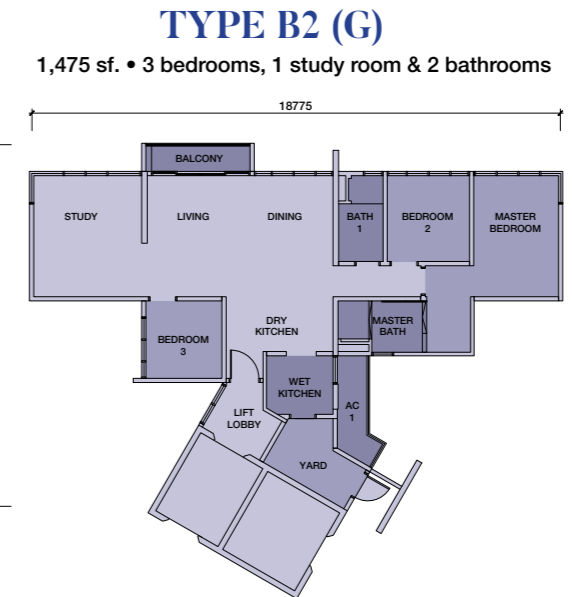 TYPE B2 (G)
1,475 sf. • 3 bedrooms, 1 study room & 2 bathrooms
18775
BALCONY
STUDY
LIVING
DINING
BATH
1
BEDROOM
2
MASTER
BEDROOM
DRY
KITCHEN
MASTER
BATH
BEDROOM
3
WET
KITCHEN
AC
1
LIFT
LOBBY
YARD